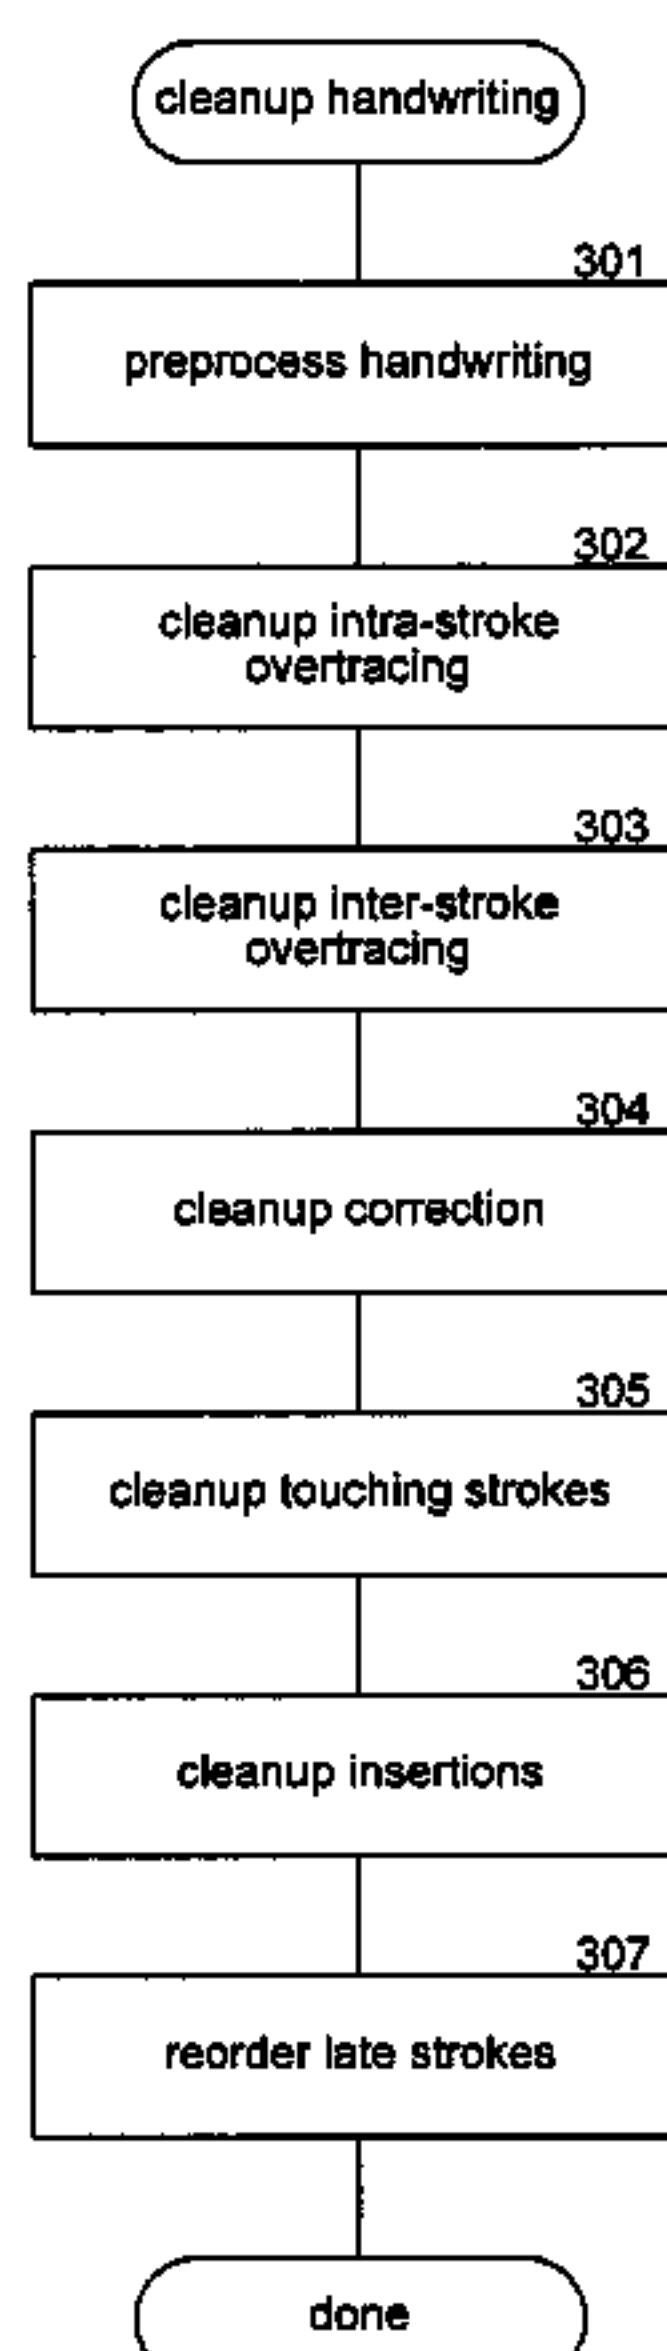 cleanup handwriting
301
preprocess handwriting
302
cleanup intra-stroke
overtracing
303
cleanup inter-stroke
overtracing
304
cleanup correction
305
cleanup touching strokes
306
cleanup insertions
307
reorder late strokes
done